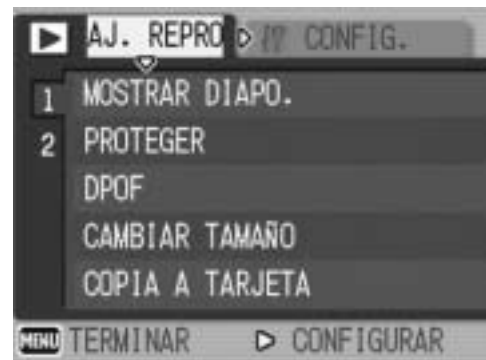 AJ. REPRO CONFIG.
1 MOSTRAR DIAPO.
2 PROTEGER
DPOF
CAMBIAR TAMAÑO
COPIA A TARJETA
MENU TERMINAR CONFIGURAR